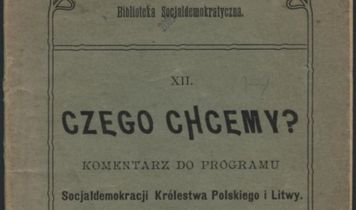 Biblioteka Socjaldemokratyczna.
XII.
CZEGO CHCEMY?
KOMENTARZ DO PROGRAMU
Socjaldemokracji Królestwa Polskiego i Litwy.